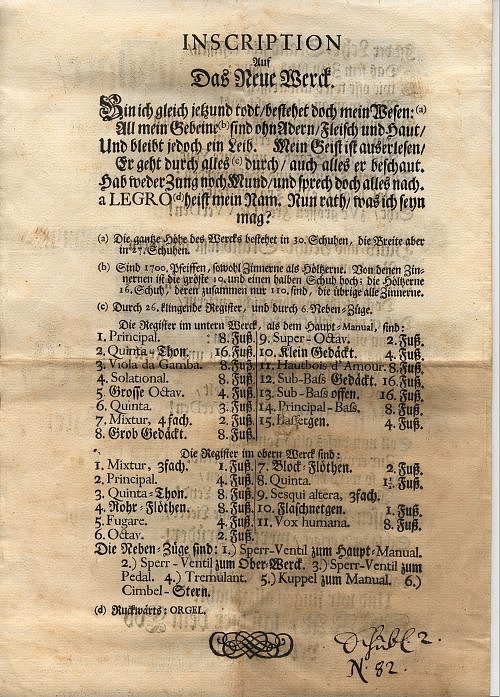 INSCRIPTION
Auf
Das Neue Werck.
Bin ich gleich jetzund todt/ bestehet doch mein Wesen: (a)
All mein Gebein (b) sind ohn Adern/ Fleisch und Haut/
Und bleibt jedoch ein Leib. Mein Geist ist auserlesen/
Er geht durch alles (c) durch/ auch alles er beschaut.
Hab weder Zung noch Mund/ und sprech doch alles nach.
a LEGRO (d) heist mein Nam. Nun rath/ was ich seyn
mag?
(a) Die gantze Höhe des Wercks bestehet in 30. Schuhen, die Breite aber
in 27. Schuhen.
(b) Sind 1700. Pfeiffen, sowohl Zinnerne als Höltzerne. Von denen Zin-
nernen ist die gröste 10. und einen halben Schuh hoch: die Höltzerne
16. Schuh, deren zusammen nur 110. sind, die übrige alle Zinnerne.
(c) Durch 26. klingende Register, und durch 6. Neben-Züge.
Die Register im untern Werck, als dem Haupt-Manual, sind:
1. Principal. 8. Fuß. 9. Super-Octav. 2. Fuß.
2. Quinta-Thon. 16. Fuß. 10. Klein Gedäckt. 4. Fuß.
3. Viola da Gamba. 8. Fuß. 11. Hautbois d'Amour. 8. Fuß.
4. Solational. 8. Fuß. 12. Sub-Baß Gedäckt. 16. Fuß.
5. Grosse Octav. 4. Fuß. 13. Sub-Baß offen. 16. Fuß.
6. Quinta. 3. Fuß. 14. Principal-Baß. 8. Fuß.
7. Mixtur, 4 fach. 2. Fuß. 15. Bassetgen. 4. Fuß.
8. Grob Gedäckt. 8. Fuß.
Die Register im obern Werck sind:
1. Mixtur, 3fach. 1. Fuß. 7. Block-Flöthen. 2. Fuß.
2. Principal. 4. Fuß. 8. Quinta. 1½. Fuß.
3. Quinta-Thon. 8. Fuß. 9. Sesqui altera, 3fach.
4. Rohr-Flöthen. 8. Fuß. 10. Flaschnetgen. 1. Fuß.
5. Fugare. 4. Fuß. 11. Vox humana. 8. Fuß.
6. Octav. 2. Fuß.
Die Neben-Züge sind: 1.) Sperr-Ventil zum Haupt-Manual.
2.) Sperr-Ventil zum Ober-Werck. 3.) Sperr-Ventil zum
Pedal. 4.) Tremulant. 5.) Kuppel zum Manual. 6.)
Cimbel-Stern.
(d) Ruckwärts: ORGEL.
Schübl 2.
N. 82.